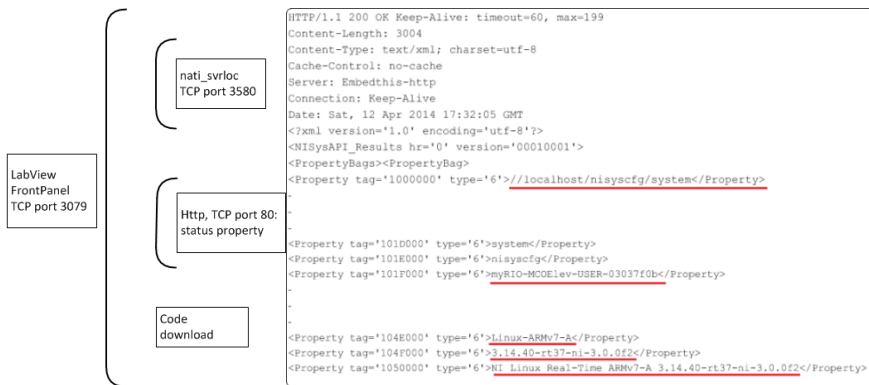 LabView
FrontPanel
TCP port 3079
nati_svrloc
TCP port 3580
Http, TCP port 80:
status property
Code
download
HTTP/1.1 200 OK Keep-Alive: timeout=60, max=199
Content-Length: 3004
Content-Type: text/xml; charset=utf-8
Cache-Control: no-cache
Server: Embedthis-http
Connection: Keep-Alive
Date: Sat, 12 Apr 2014 17:32:05 GMT
<?xml version='1.0' encoding='utf-8'?>
<NISysAPI_Results hr='0' version='00010001'>
<PropertyBags><PropertyBag>
<Property tag='1000000' type='6'>//localhost/nisyscfg/system</Property>
-
-
-
<Property tag='101D000' type='6'>system</Property>
<Property tag='101E000' type='6'>nisyscfg</Property>
<Property tag='101F000' type='6'>myRIO-MCOElev-USER-03037f0b</Property>
-
-
-
<Property tag='104E000' type='6'>Linux-ARMv7-A</Property>
<Property tag='104F000' type='6'>3.14.40-rt37-ni-3.0.0f2</Property>
<Property tag='1050000' type='6'>NI Linux Real-Time ARMv7-A 3.14.40-rt37-ni-3.0.0f2</Property>